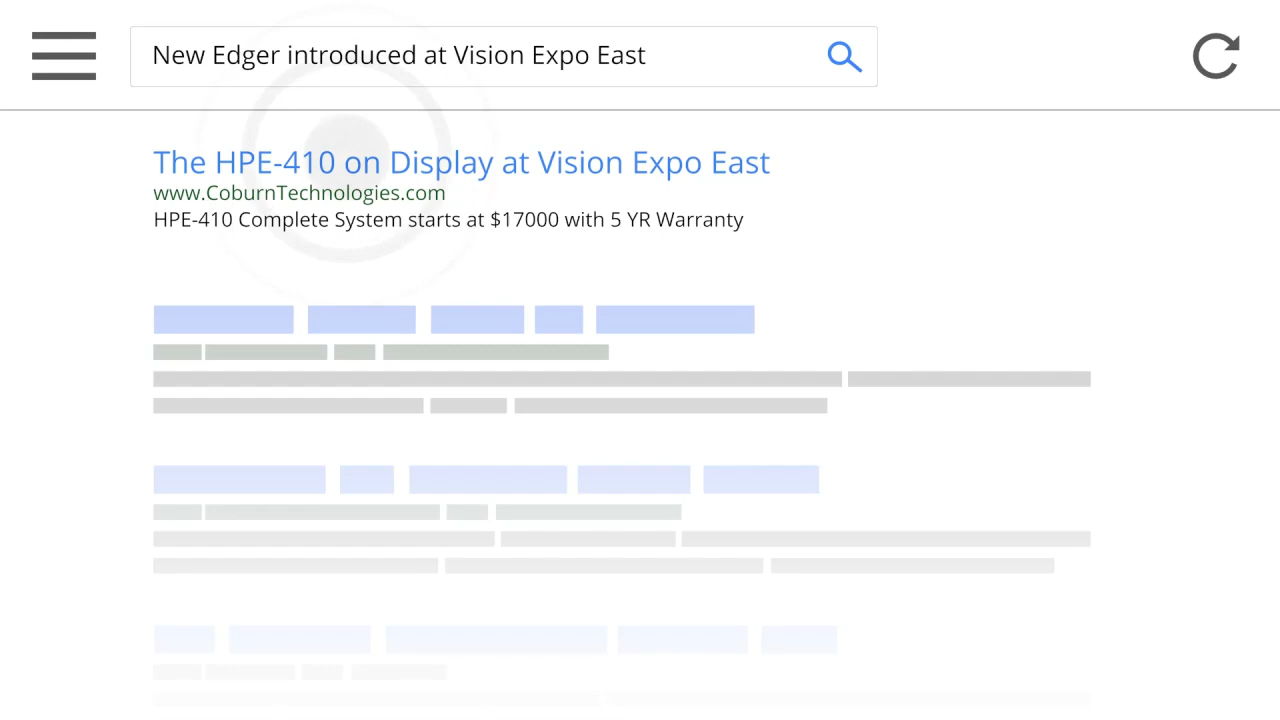 New Edger introduced at Vision Expo East
The HPE-410 on Display at Vision Expo East
www.CoburnTechnologies.com
HPE-410 Complete System starts at $17000 with 5 YR Warranty